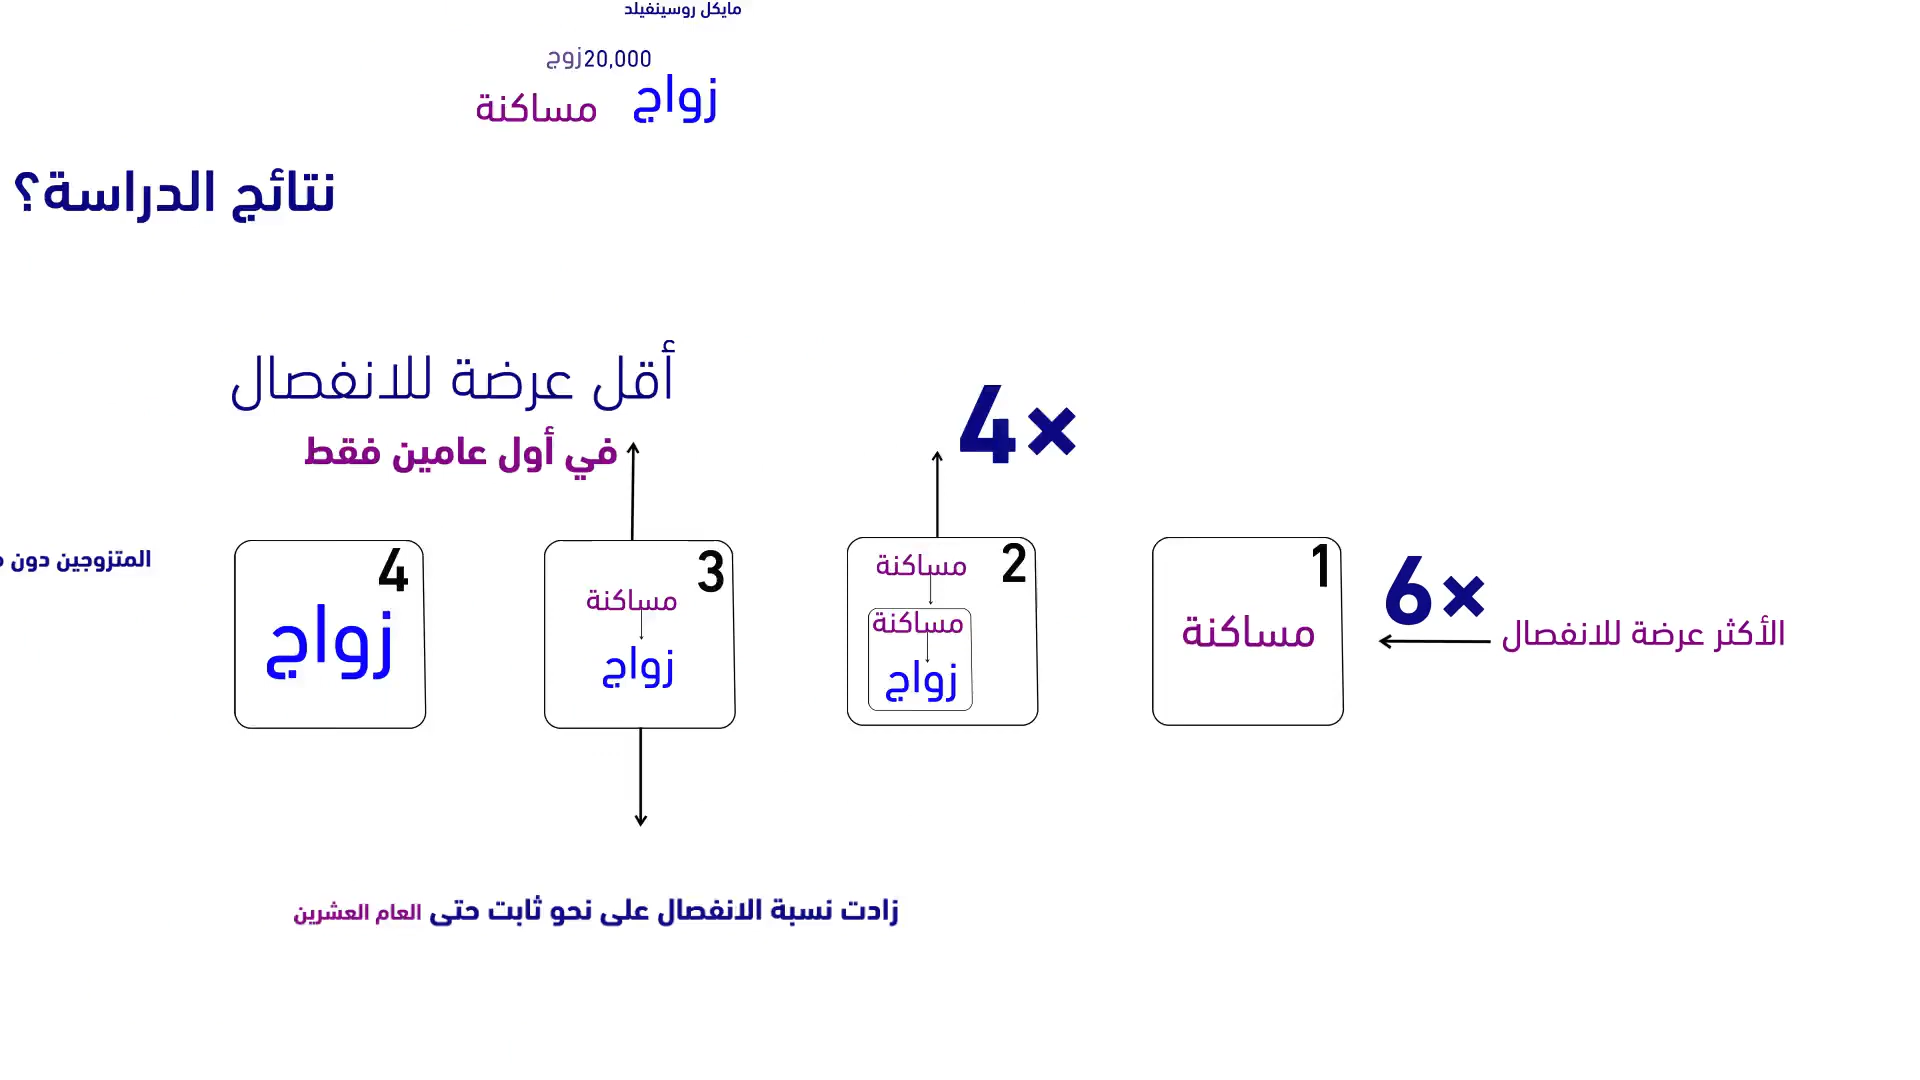 مايكل روسينفيلد
20,000زوج
زواج
مساكنة
نتائج الدراسة؟
أقل عرضة للانفصال
في أول عامين فقط
4×
1
مساكنة
6×
الأكثر عرضة للانفصال
2
مساكنة
مساكنة
زواج
3
مساكنة
زواج
4
زواج
المتزوجين دون
زادت نسبة الانفصال على نحو ثابت حتى العام العشرين